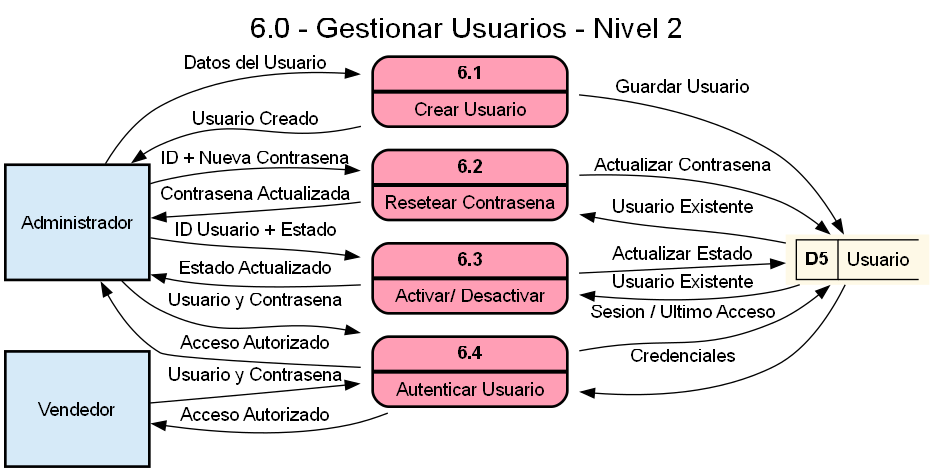 6.0 - Gestionar Usuarios - Nivel 2
Datos del Usuario
6.1
Crear Usuario
Guardar Usuario
Usuario Creado
ID + Nueva Contrasena
6.2
Resetear Contrasena
Actualizar Contrasena
Contrasena Actualizada
Usuario Existente
Administrador
ID Usuario + Estado
6.3
Activar/ Desactivar
Actualizar Estado
D5 Usuario
Estado Actualizado
Usuario Existente
Usuario y Contrasena
Sesion / Ultimo Acceso
Acceso Autorizado
6.4
Autenticar Usuario
Credenciales
Usuario y Contrasena
Vendedor
Acceso Autorizado